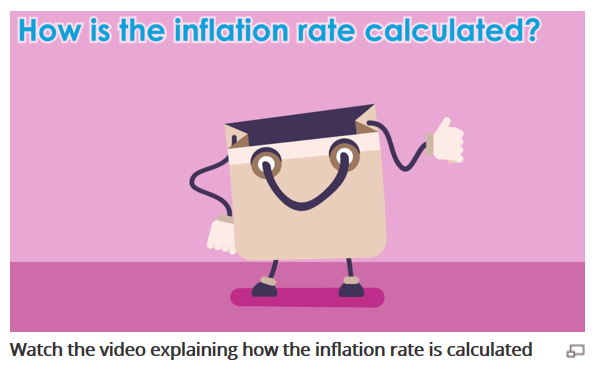 How is the inflation rate calculated?
Watch the video explaining how the inflation rate is calculated